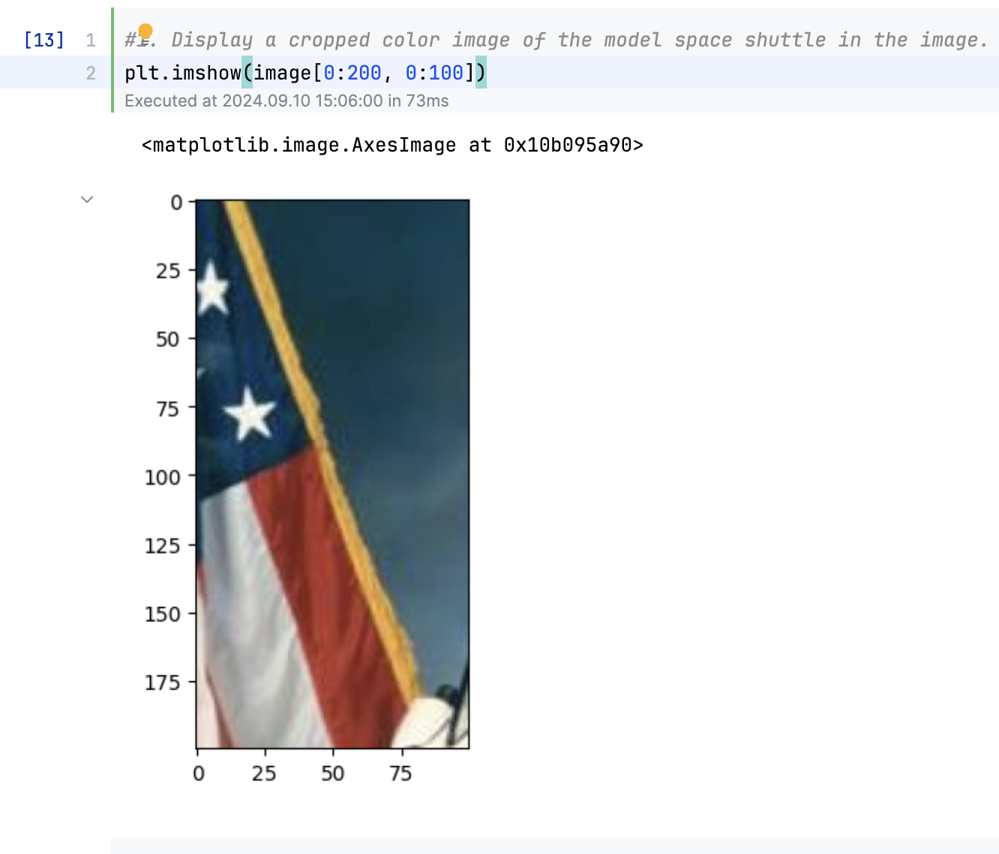 [13] 1 #1. Display a cropped color image of the model space shuttle in the image.
2 plt.imshow(image[0:200, 0:100])
Executed at 2024.09.10 15:06:00 in 73ms
<matplotlib.image.AxesImage at 0x10b095a90>
0
25
50
75
100
125
150
175
0 25 50 75